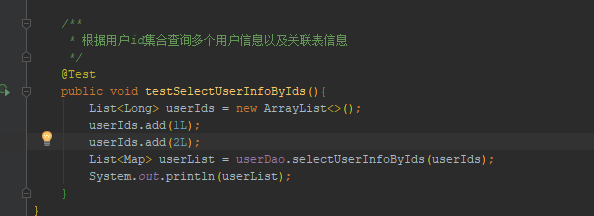 /**
* 根据用户id集合查询多个用户信息以及关联表信息
*/
@Test
public void testSelectUserInfoByIds(){
List<Long> userIds = new ArrayList<>();
userIds.add(1L);
userIds.add(2L);
List<Map> userList = userDao.selectUserInfoByIds(userIds);
System.out.println(userList);
}
}